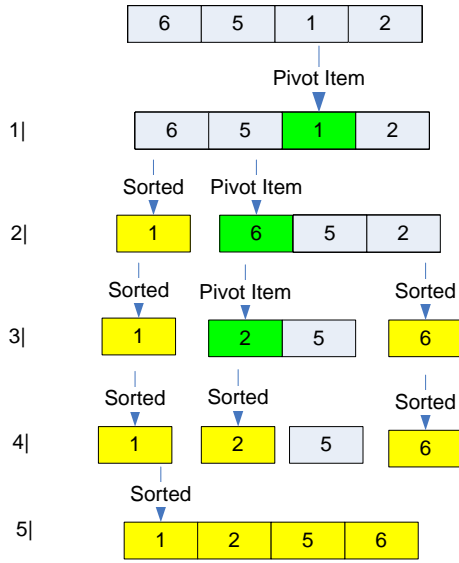 6 5 1 2
Pivot Item
1| 6 5 1 2
Sorted Pivot Item
2| 1 6 5 2
Sorted Pivot Item Sorted
3| 1 2 5 6
Sorted Sorted Sorted
4| 1 2 5 6
Sorted
5| 1 2 5 6